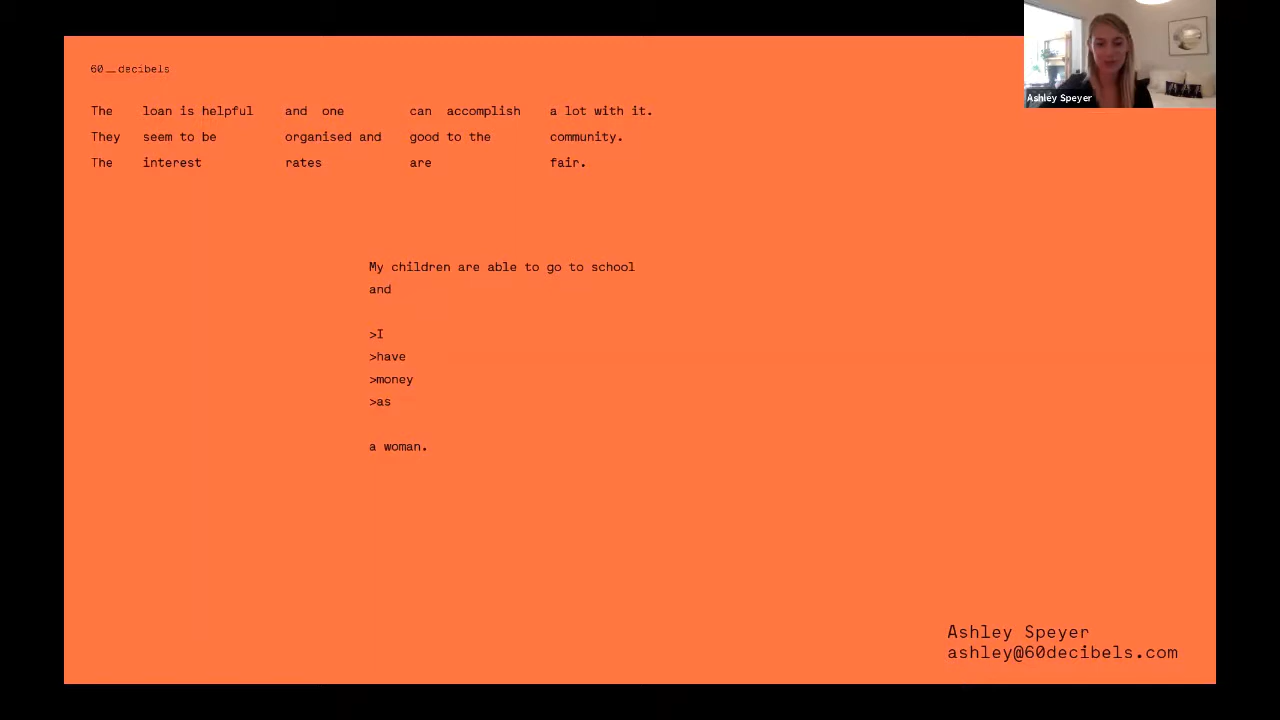 60__decibels
The loan is helpful and one can accomplish a lot with it.
They seem to be organised and good to the community.
The interest rates are fair.
My children are able to go to school
and
>I
>have
>money
>as
a woman.
Ashley Speyer
ashley@60decibels.com
Ashley Speyer